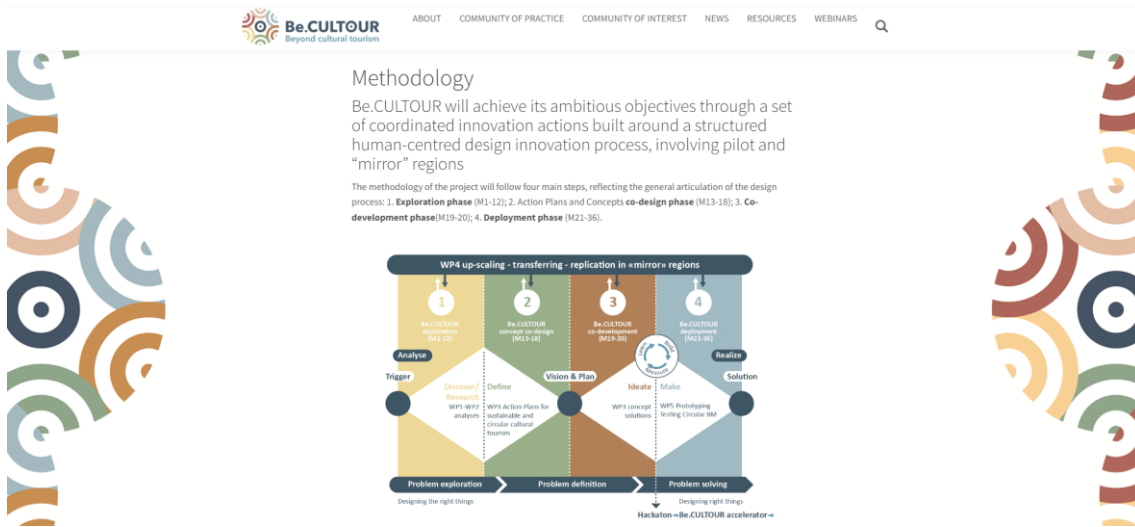 Be.CULTOUR
Beyond cultural tourism
ABOUT COMMUNITY OF PRACTICE COMMUNITY OF INTEREST NEWS RESOURCES WEBINARS
Methodology
Be.CULTOUR will achieve its ambitious objectives through a set
of coordinated innovation actions built around a structured
human-centred design innovation process, involving pilot and
“mirror” regions
The methodology of the project will follow four main steps, reflecting the general articulation of the design
process: 1. Exploration phase (M1-12); 2. Action Plans and Concepts co-design phase (M13-18); 3. Co-
development phase(M19-20); 4. Deployment phase (M21-36).
WP4 up-scaling - transferring - replication in «mirror» regions
1 2 3 4
Be.CULTOUR
exploration
(M1-12)
Be.CULTOUR
concept co-design
(M13-18)
Be.CULTOUR
co-development
(M19-20)
Be.CULTOUR
deployment
(M21-36)
Learn
Build
Measure
Analyse
Realize
Trigger
Vision & Plan
Solution
Discover/
Research
WP1-WP2
analyses
Define
WP3 Action Plans for
sustainable and
circular cultural
tourism
Ideate
WP3 concept
solutions
Make
WP5 Prototyping
Testing Circular
Problem exploration
Problem definition
Problem solving
Designing the right things
Designing right things
Hackaton⇒Be.CULTOUR accelerator⇒